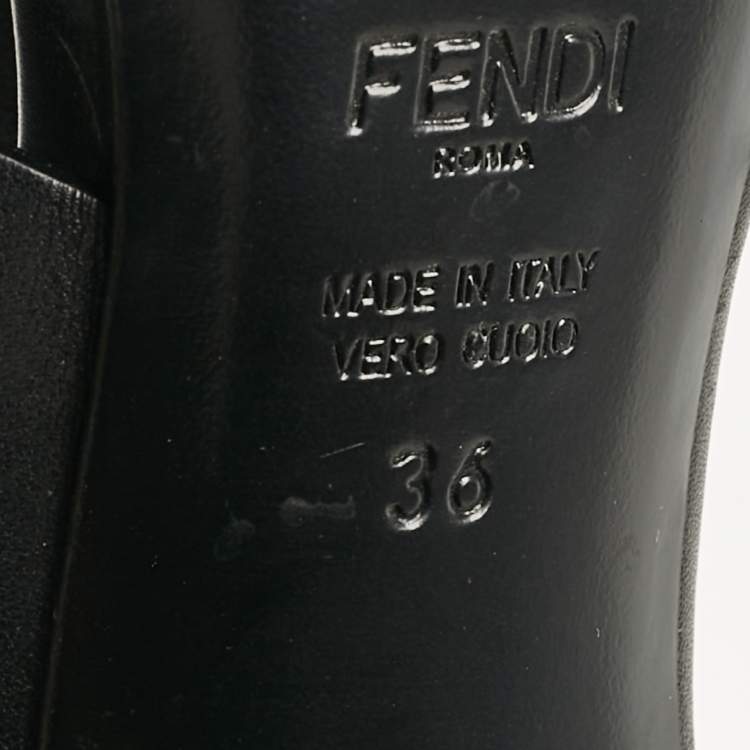 FENDI
ROMA
MADE IN ITALY
VERO CUOIO
36